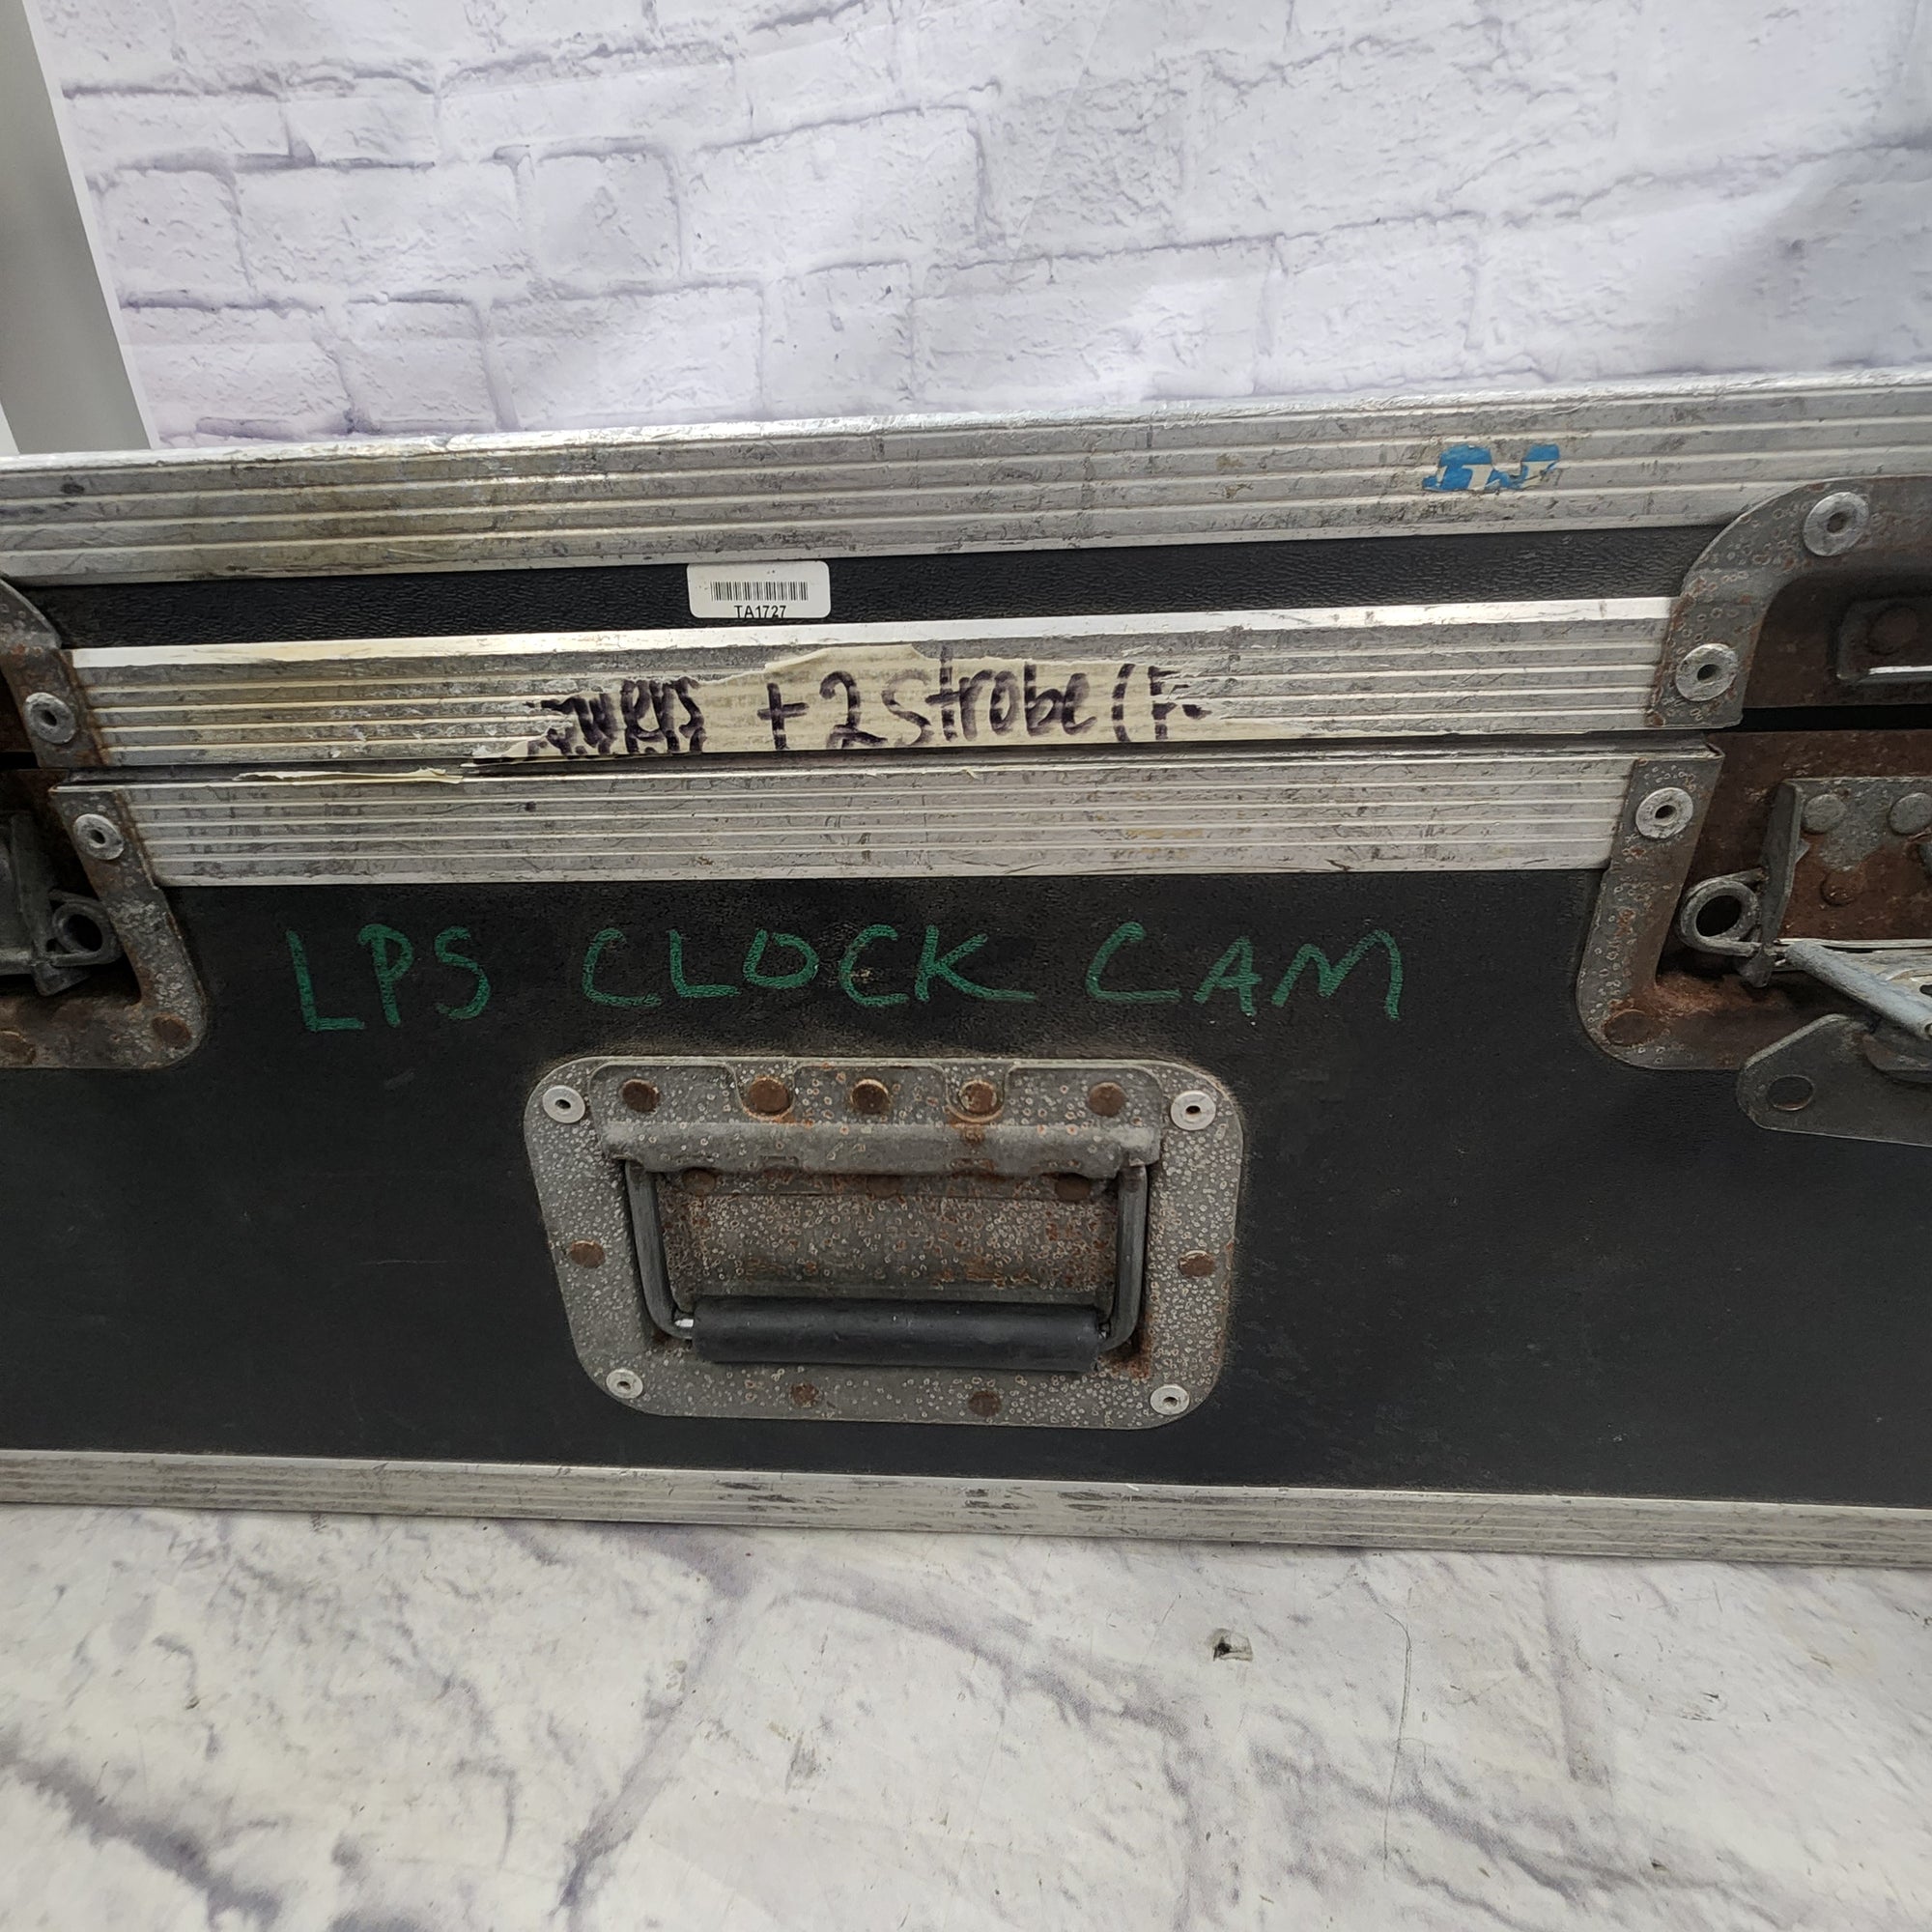 TA1727
+ 2 strobe (
LPS CLOCK CAM